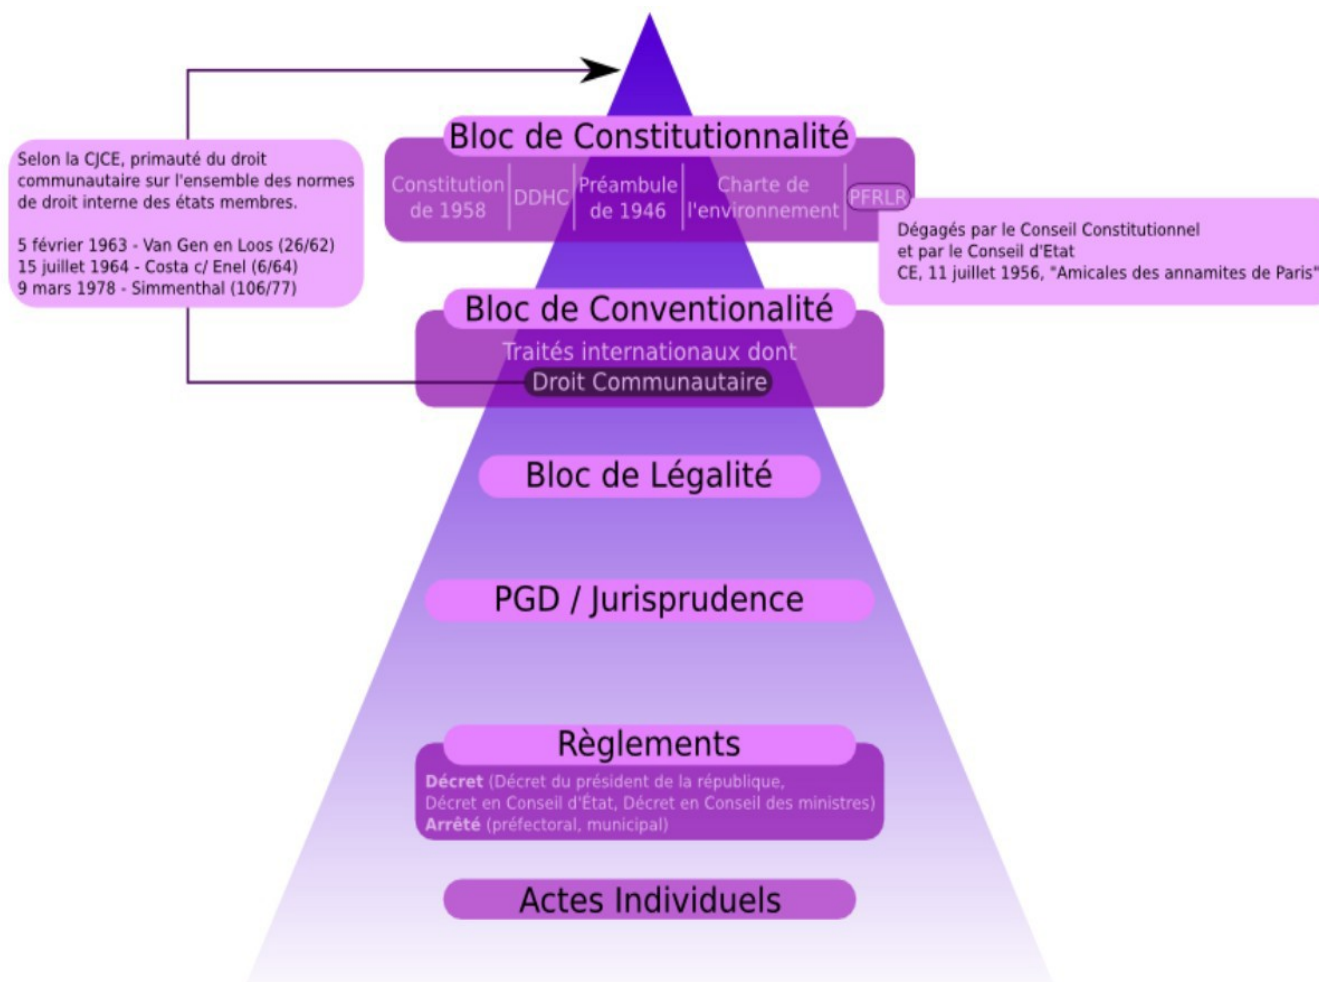 Bloc de Constitutionnalité
Constitution
de 1958
DDHC
Préambule
de 1946
Charte de
l'environnement
PFRLR
Selon la CJCE, primauté du droit
communautaire sur l'ensemble des normes
de droit interne des états membres.
5 février 1963 - Van Gen en Loos (26/62)
15 juillet 1964 - Costa c/ Enel (6/64)
9 mars 1978 - Simmenthal (106/77)
Dégagés par le Conseil Constitutionnel
et par le Conseil d'Etat
CE, 11 juillet 1956, "Amicales des annamites de Paris"
Bloc de Conventionalité
Traités internationaux dont
Droit Communautaire
Bloc de Légalité
PGD / Jurisprudence
Règlements
Décret (Décret du président de la république,
Décret en Conseil d'État, Décret en Conseil des ministres)
Arrêté (préfectoral, municipal)
Actes Individuels